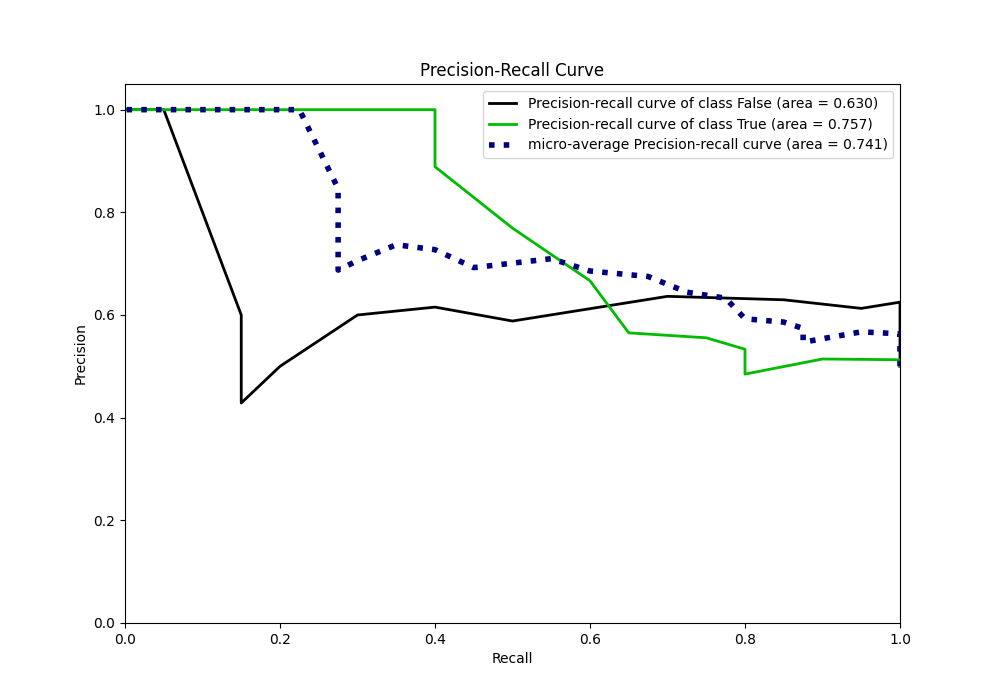 Precision-Recall Curve
Precision-recall curve of class False (area = 0.630)
Precision-recall curve of class True (area = 0.757)
micro-average Precision-recall curve (area = 0.741)
1.0
0.8
0.6
0.4
0.2
0.0
Precision
0.0 0.2 0.4 0.6 0.8 1.0
Recall